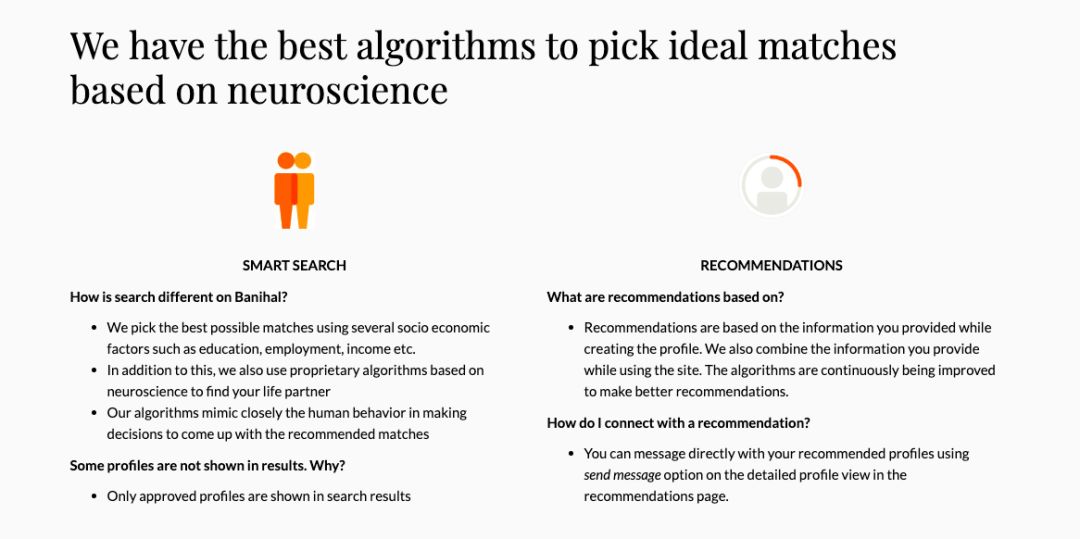 We have the best algorithms to pick ideal matches
based on neuroscience
SMART SEARCH
How is search different on Banihal?
• We pick the best possible matches using several socio economic
factors such as education, employment, income etc.
• In addition to this, we also use proprietary algorithms based on
neuroscience to find your life partner
• Our algorithms mimic closely the human behavior in making
decisions to come up with the recommended matches
Some profiles are not shown in results. Why?
• Only approved profiles are shown in search results
RECOMMENDATIONS
What are recommendations based on?
• Recommendations are based on the information you provided while
creating the profile. We also combine the information you provide
while using the site. The algorithms are continuously being improved
to make better recommendations.
How do I connect with a recommendation?
• You can message directly with your recommended profiles using
send message option on the detailed profile view in the
recommendations page.